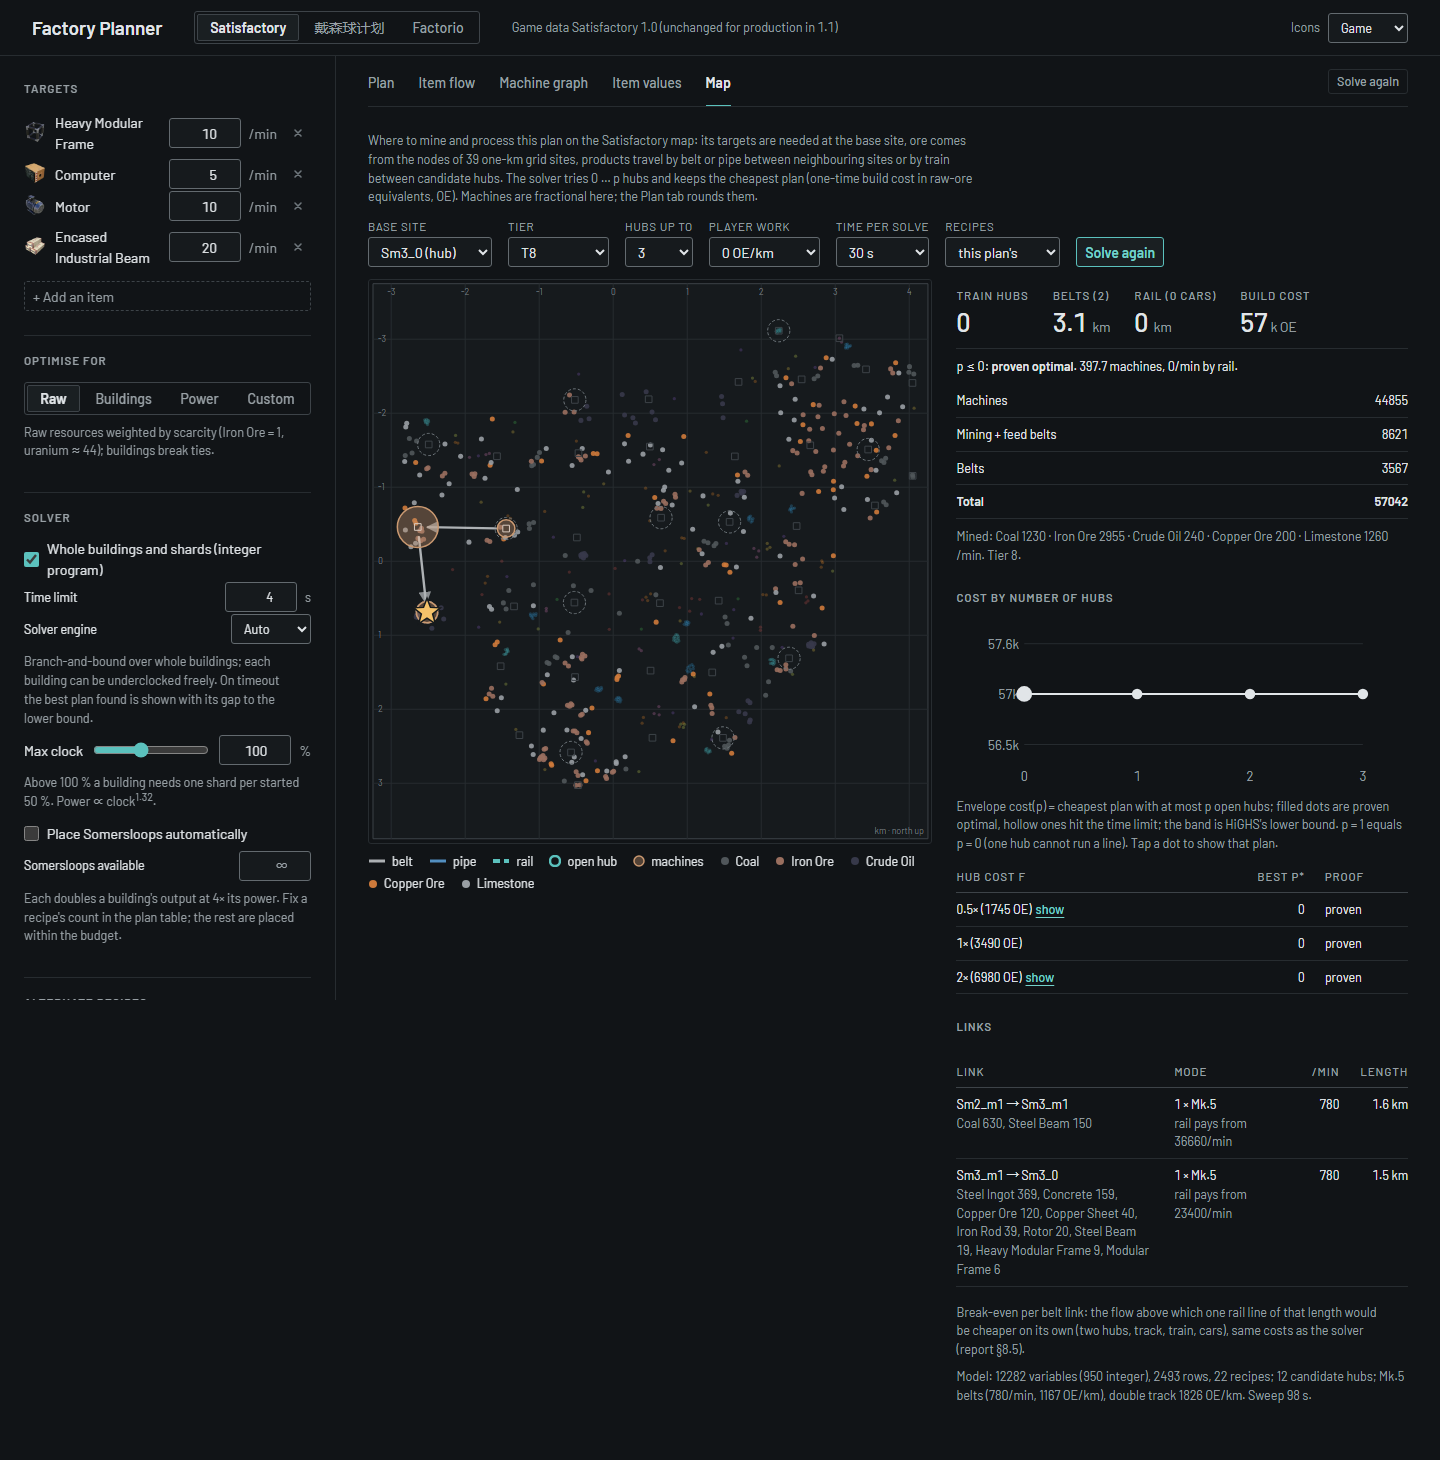 Factory Planner
Satisfactory
戴森球计划
Factorio
Game data Satisfactory 1.0 (unchanged for production in 1.1)
Icons
Game
TARGETS
Heavy Modular
Frame
10 /min ×
Computer 5 /min ×
Motor 10 /min ×
Encased
Industrial Beam
20 /min ×
+ Add an item
OPTIMISE FOR
Raw Buildings Power Custom
Raw resources weighted by scarcity (Iron Ore = 1,
uranium ≈ 44); buildings break ties.
SOLVER
Whole buildings and shards (integer
program)
Time limit 4 s
Solver engine Auto
Branch-and-bound over whole buildings; each
building can be underclocked freely. On timeout
the best plan found is shown with its gap to the
lower bound.
Max clock 100 %
Above 100 % a building needs one shard per started
50 %. Power ∝ clock1.32.
Place Somersloops automatically
Somersloops available ∞
Each doubles a building's output at 4× its power. Fix a
recipe's count in the plan table; the rest are placed
within the budget.
Plan Item flow Machine graph Item values Map
Solve again
Where to mine and process this plan on the Satisfactory map: its targets are needed at the base site, ore comes
from the nodes of 39 one-km grid sites, products travel by belt or pipe between neighbouring sites or by train
between candidate hubs. The solver tries 0 … p hubs and keeps the cheapest plan (one-time build cost in raw-ore
equivalents, OE). Machines are fractional here; the Plan tab rounds them.
BASE SITE TIER HUBS UP TO PLAYER WORK TIME PER SOLVE RECIPES
Sm3_0 (hub) T8 3 0 OE/km 30 s this plan's Solve again
-3 -2 -1 0 1 2 3 4
-3
-2
-1
0
1
2
3
km · north up
belt pipe rail open hub machines Coal Iron Ore Crude Oil
Copper Ore Limestone
TRAIN HUBS BELTS (2) RAIL (0 CARS) BUILD COST
0 3.1 km 0 km 57 k OE
p ≤ 0: proven optimal. 397.7 machines, 0/min by rail.
Machines 44855
Mining + feed belts 8621
Belts 3567
Total 57042
Mined: Coal 1230 · Iron Ore 2955 · Crude Oil 240 · Copper Ore 200 · Limestone 1260
/min. Tier 8.
COST BY NUMBER OF HUBS
57.6k
57k
56.5k
0 1 2 3
Envelope cost(p) = cheapest plan with at most p open hubs; filled dots are proven
optimal, hollow ones hit the time limit; the band is HiGHS's lower bound. p = 1 equals
p = 0 (one hub cannot run a line). Tap a dot to show that plan.
HUB COST F BEST P* PROOF
0.5× (1745 OE) show 0 proven
1× (3490 OE) 0 proven
2× (6980 OE) show 0 proven
LINKS
LINK MODE /MIN LENGTH
Sm2_m1 → Sm3_m1 1 × Mk.5 780 1.6 km
Coal 630, Steel Beam 150
rail pays from
36660/min
Sm3_m1 → Sm3_0 1 × Mk.5 780 1.5 km
Steel Ingot 369, Concrete 159,
Copper Ore 120, Copper Sheet 40,
Iron Rod 39, Rotor 20, Steel Beam
19, Heavy Modular Frame 9, Modular
Frame 6
rail pays from
23400/min
Break-even per belt link: the flow above which one rail line of that length would
be cheaper on its own (two hubs, track, train, cars), same costs as the solver
(report §8.5).
Model: 12282 variables (950 integer), 2493 rows, 22 recipes; 12 candidate hubs; Mk.5
belts (780/min, 1167 OE/km), double track 1826 OE/km. Sweep 98 s.